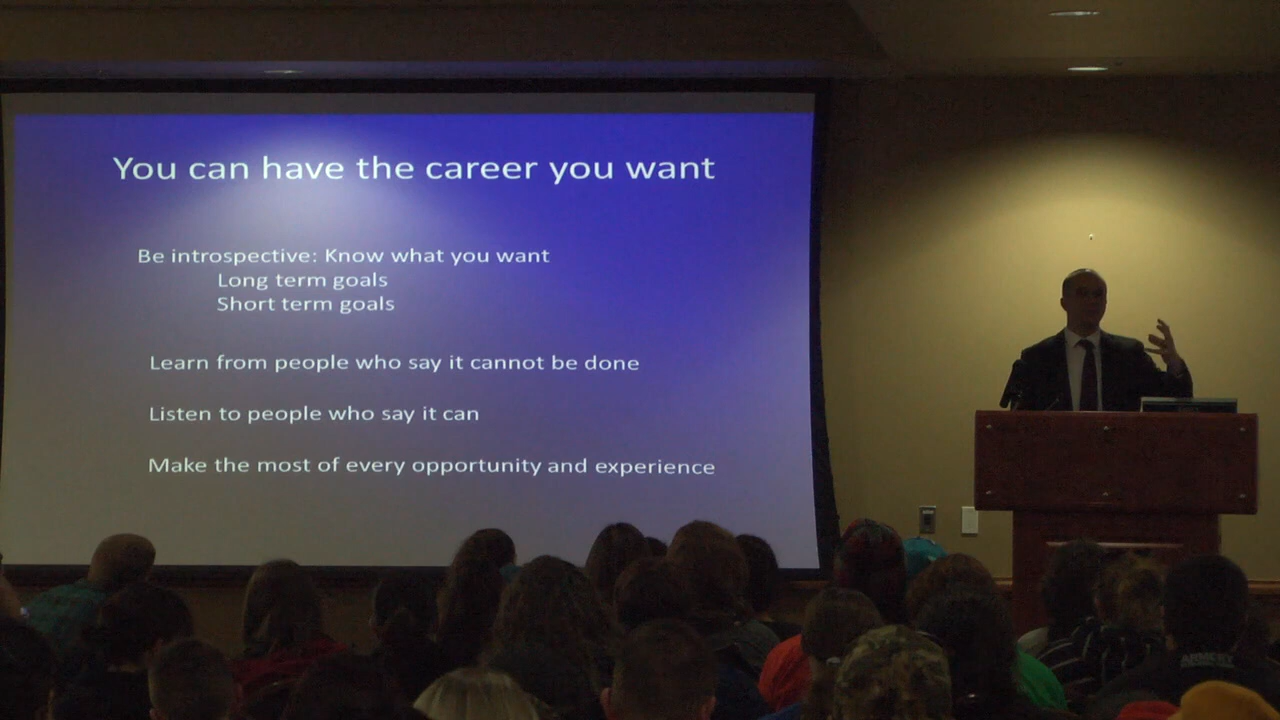 You can have the career you want
Be introspective: Know what you want
Long term goals
Short term goals
Learn from people who say it cannot be done
Listen to people who say it can
Make the most of every opportunity and experience